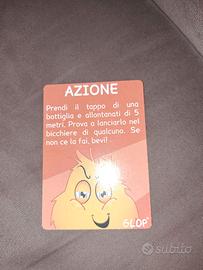 AZIONE
Prendi il tappo di una
bottiglia e allontanati di 5
metri. Prova a lanciarlo nel
bicchiere di qualcuno. Se
non ce la fai, bevi!
GLOP
subito